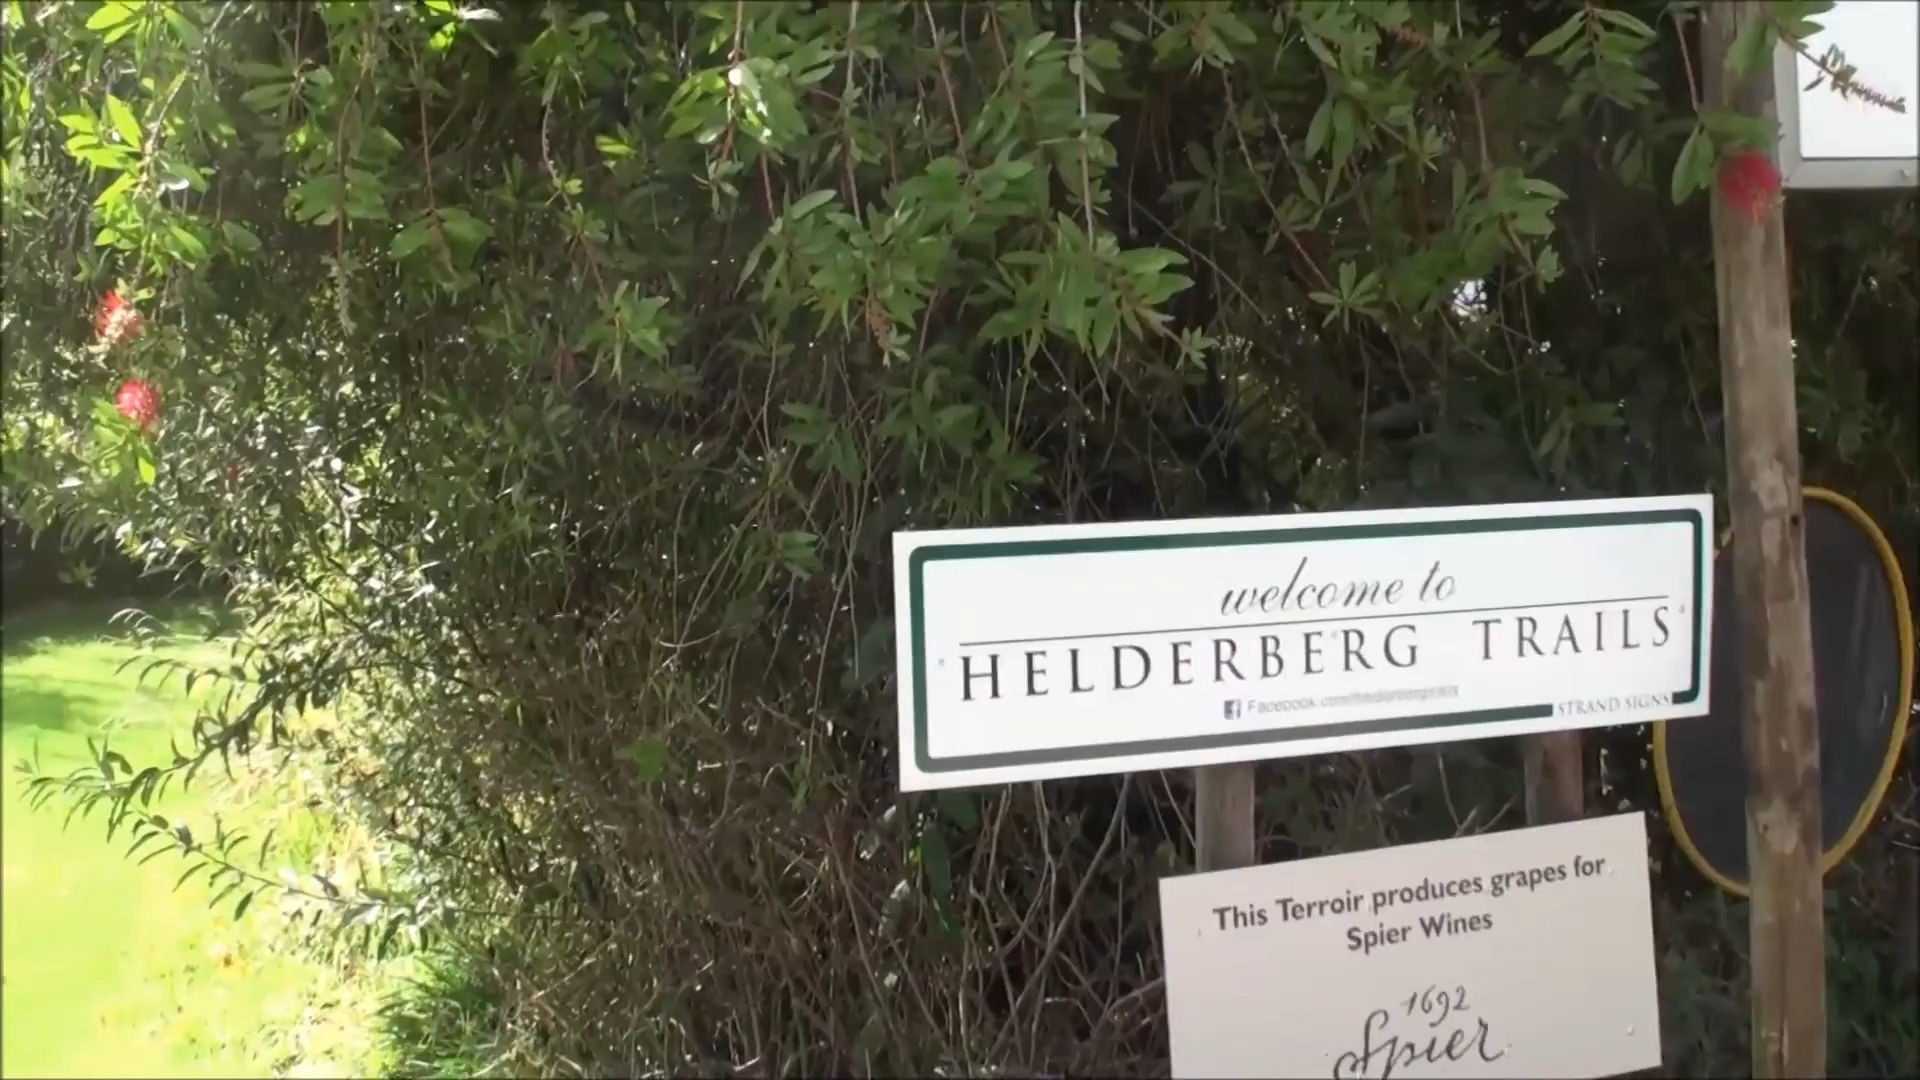 welcome to
HELDERBERG TRAILS
STRAND SIGNS
This Terroir produces grapes for
Spier Wines
1692
Spier